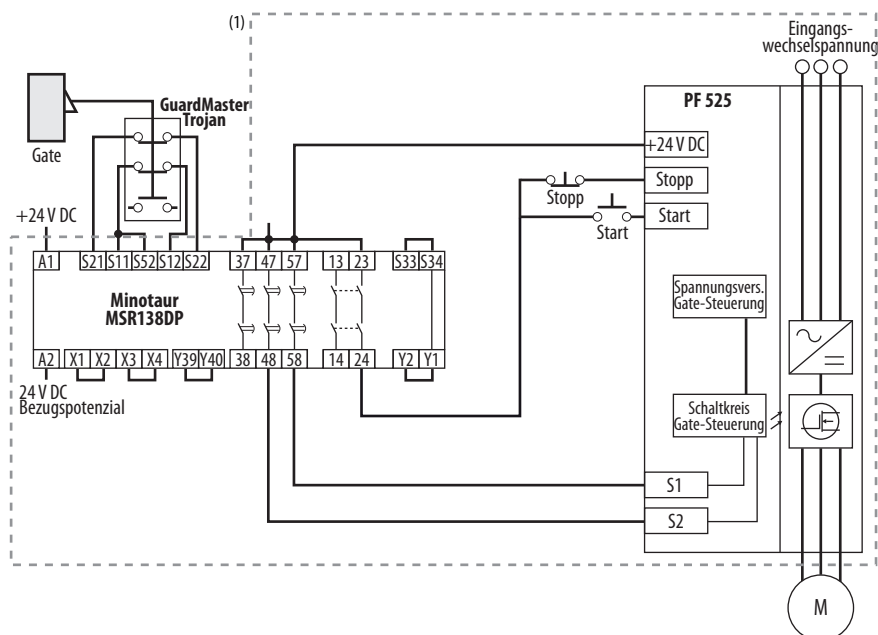 (1)
Eingangs-
wechselspannung
PF 525
GuardMaster
Trojan
Gate
+24 V DC
Stopp
Stopp
Start
Start
+24 V DC
A1 S21 S11 S52 S12 S22 37 47 57 13 23 S33 S34
Minotaur
MSR138DP
Spannungsvers.
Gate-Steuerung
A2 X1 X2 X3 X4 Y39 Y40 38 48 58 14 24 Y2 Y1
24 V DC
Bezugspotenzial
Schaltkreis
Gate-Steuerung
S1
S2
M